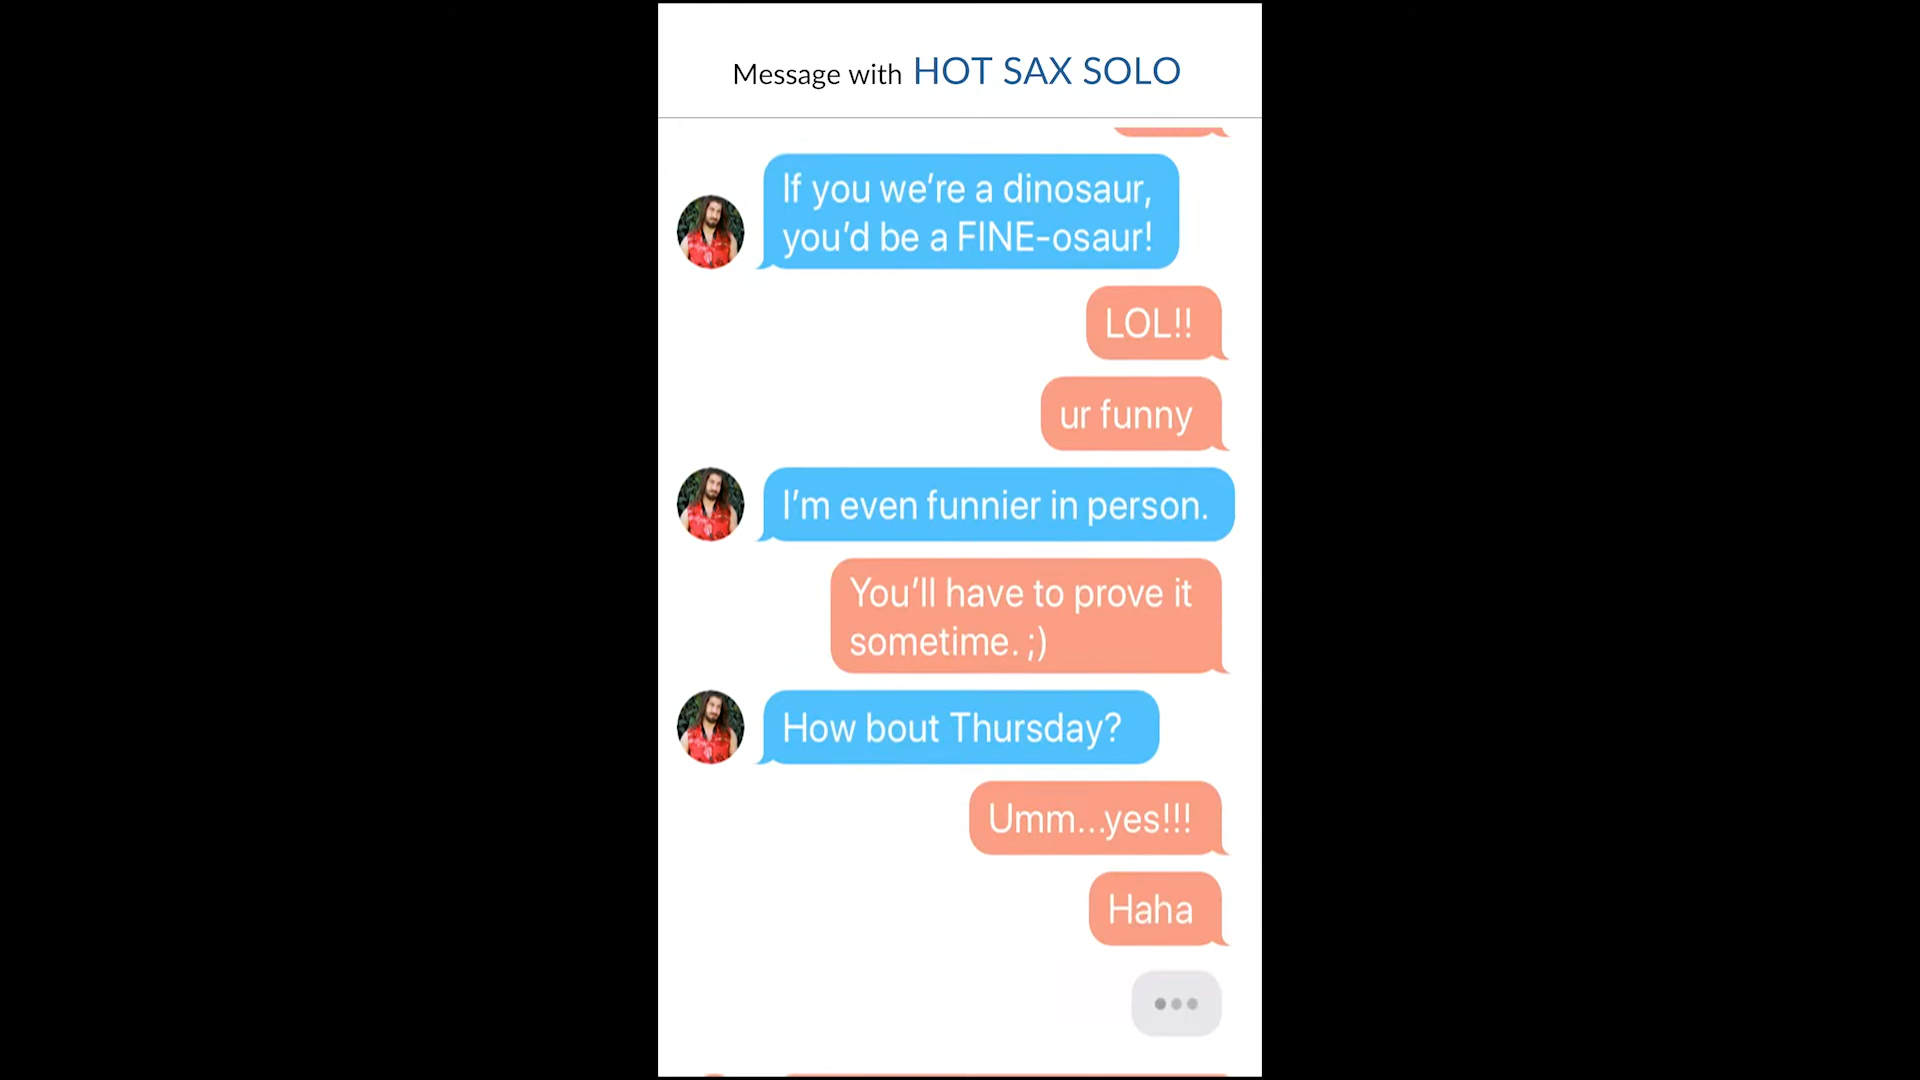 Message with HOT SAX SOLO
If you we’re a dinosaur,
you’d be a FINE-osaur!
LOL!!
ur funny
I’m even funnier in person.
You’ll have to prove it
sometime. ;)
How bout Thursday?
Umm...yes!!!
Haha